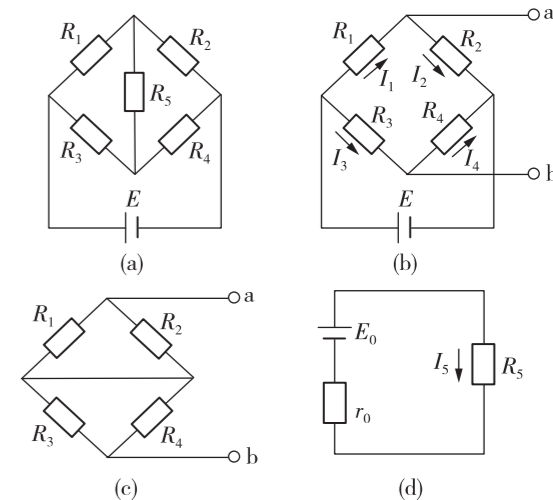 R₁ R₂
R₅
R₃ R₄
E
(a)
a
R₁ R₂
I₁ I₂
R₃ R₄
I₃ I₄
b
E
(b)
a
R₁ R₂
R₃ R₄
b
(c)
E₀
I₅ R₅
r₀
(d)